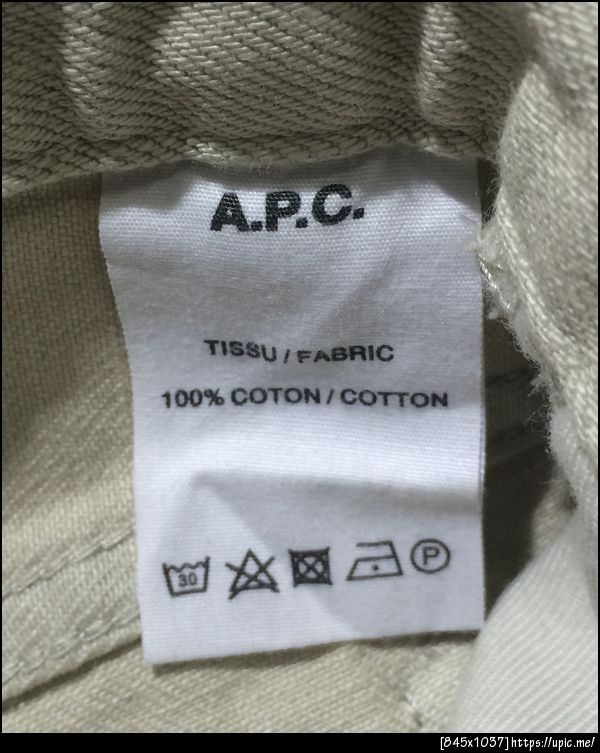 A.P.C.
TISSU / FABRIC
100% COTON / COTTON
30 P
[845x1037]https://upic.me/